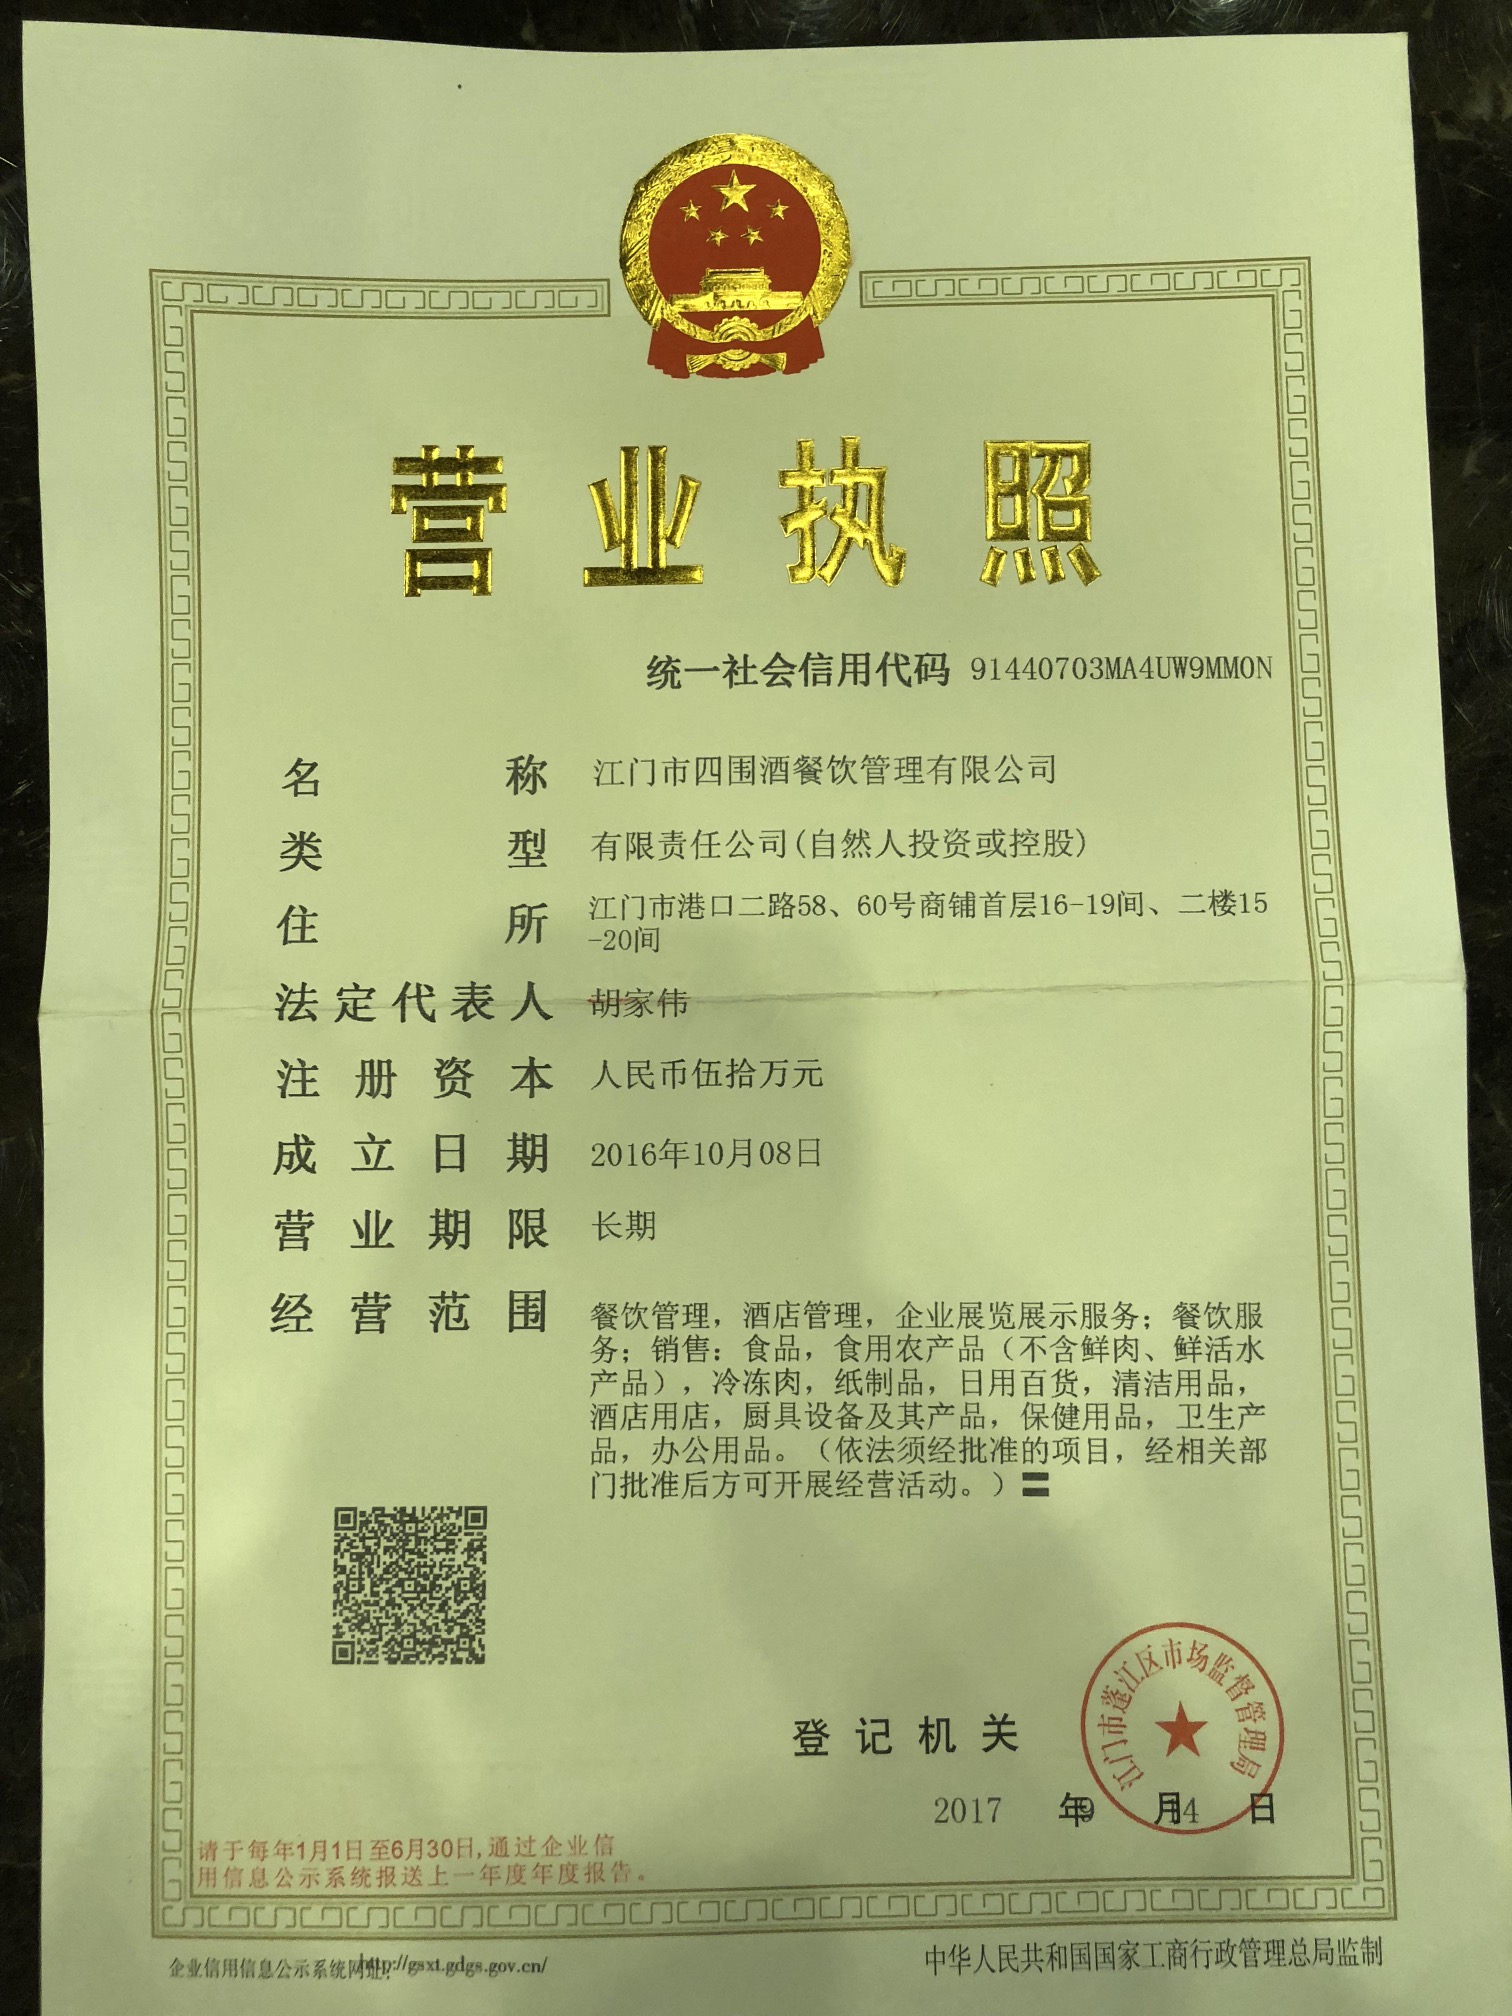 营业执照
统一社会信用代码 91440703MA4UW9MM0N
名称 江门市四围酒餐饮管理有限公司
类型 有限责任公司(自然人投资或控股)
住所 江门市港口二路58、60号商铺首层16-19间、二楼15
-20间
法定代表人 胡家伟
注册资本 人民币伍拾万元
成立日期 2016年10月08日
营业期限 长期
经营范围 餐饮管理，酒店管理，企业展览展示服务；餐饮服
务；销售：食品，食用农产品（不含鲜肉、鲜活水
产品），冷冻肉，纸制品，日用百货，清洁用品，
酒店用店，厨具设备及其产品，保健用品，卫生产
品，办公用品。（依法须经批准的项目，经相关部
门批准后方可开展经营活动。）〓
江门市蓬江区市场监督管理局
登记机关
2017 年9 月14 日
请于每年1月1日至6月30日,通过企业信
用信息公示系统报送上一年度年度报告。
企业信用信息公示系统网址：http://gsxt.gdgs.gov.cn/
中华人民共和国国家工商行政管理总局监制